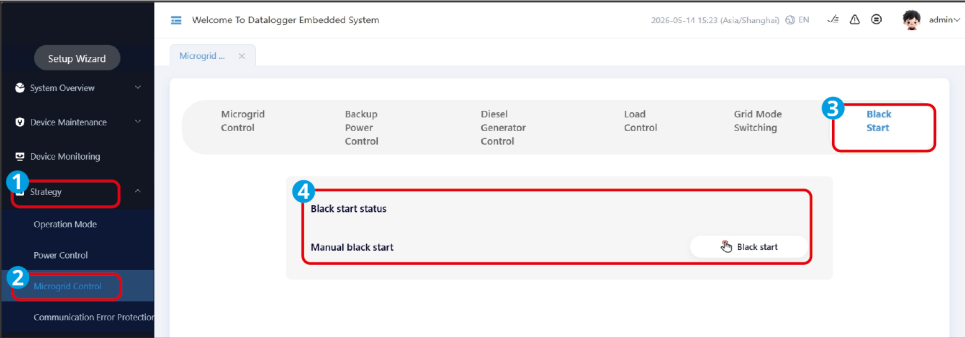 Welcome To Datalogger Embedded System
2026-05-14 15:23 (Asia/Shanghai) EN
admin
Setup Wizard
Microgrid ...
System Overview
Device Maintenance
Device Monitoring
1
Strategy
Operation Mode
Power Control
2
Microgrid Control
Communication Error Protection
Microgrid
Control
Backup
Power
Control
Diesel
Generator
Control
Load
Control
Grid Mode
Switching
3
Black
Start
4
Black start status
Manual black start
Black start